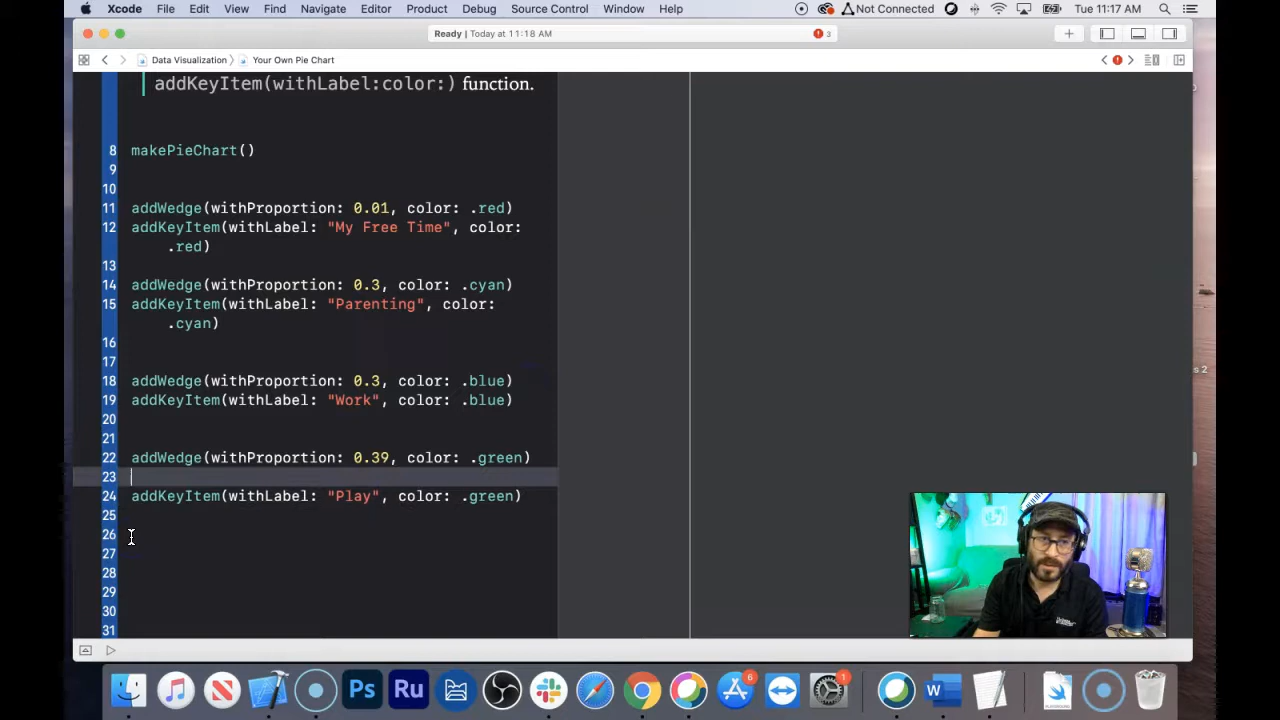 Xcode File Edit View Find Navigate Editor Product Debug Source Control Window Help Not Connected Tue 11:17 AM
Ready | Today at 11:18 AM 3
Data Visualization Your Own Pie Chart
addKeyItem(withLabel:color:) function.
8 makePieChart()
9
10
11 addWedge(withProportion: 0.01, color: .red)
12 addKeyItem(withLabel: "My Free Time", color:
.red)
13
14 addWedge(withProportion: 0.3, color: .cyan)
15 addKeyItem(withLabel: "Parenting", color:
.cyan)
16
17
18 addWedge(withProportion: 0.3, color: .blue)
19 addKeyItem(withLabel: "Work", color: .blue)
20
21
22 addWedge(withProportion: 0.39, color: .green)
23
24 addKeyItem(withLabel: "Play", color: .green)
25
26
27
28
29
30
31
s 2
Ps Ru 6 1 W